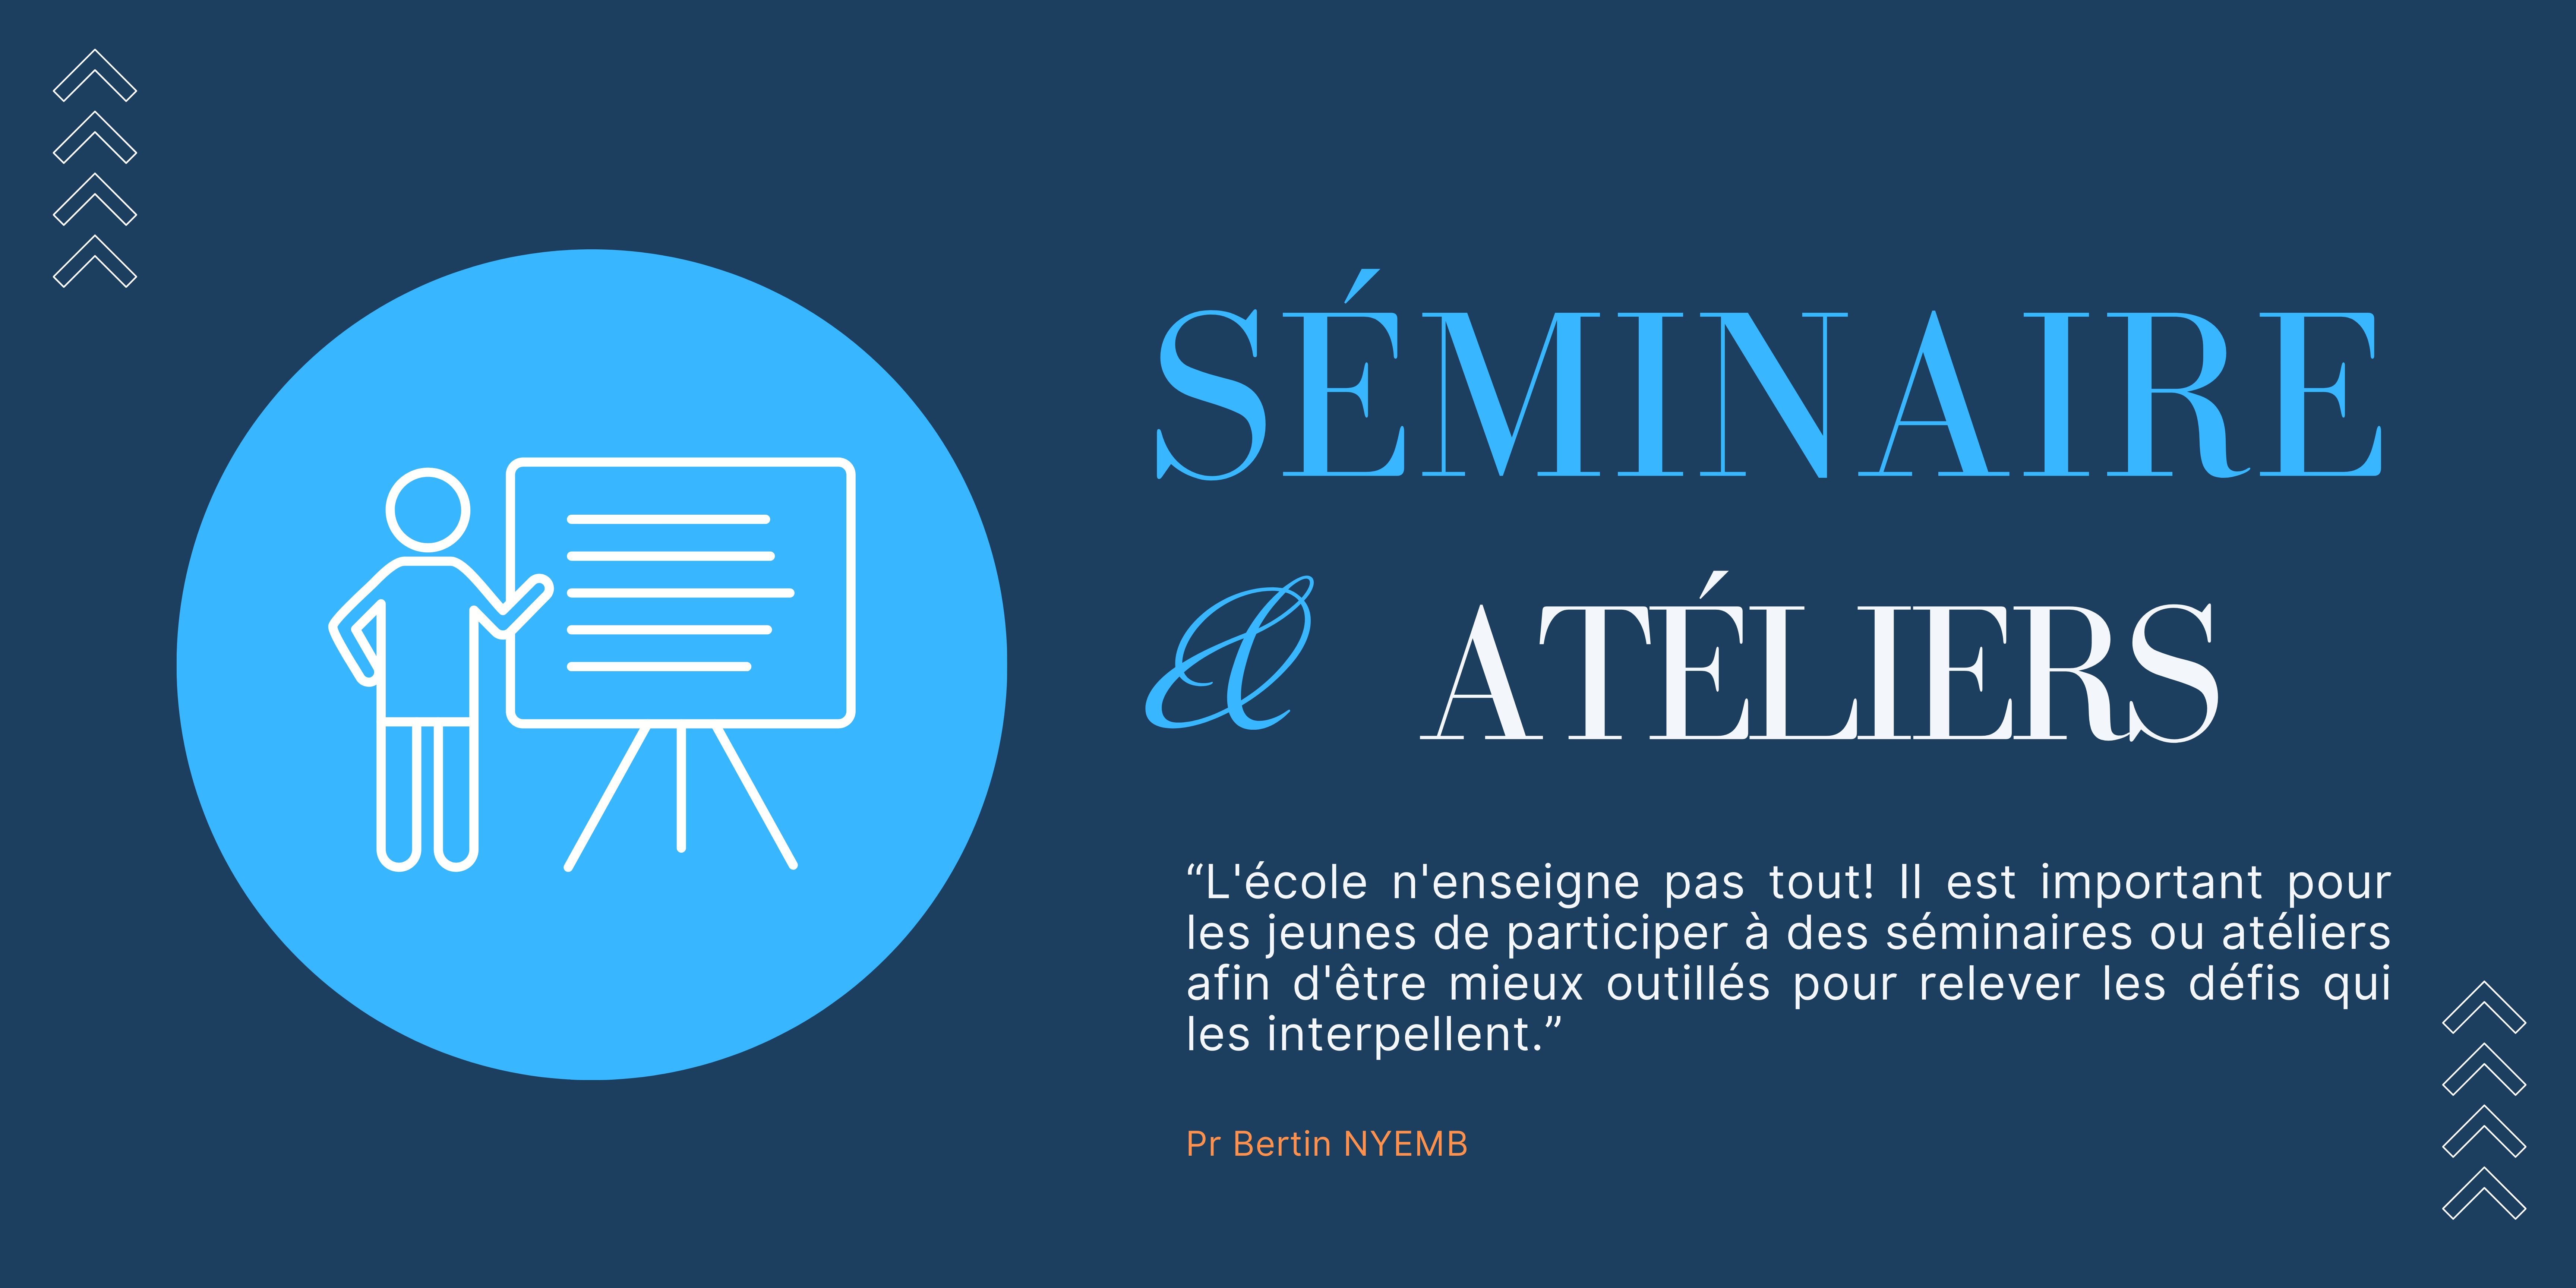 SÉMINAIRE
& ATÉLIERS
“L'école n'enseigne pas tout! Il est important pour
les jeunes de participer à des séminaires ou atéliers
afin d'être mieux outillés pour relever les défis qui
les interpellent.”
Pr Bertin NYEMB